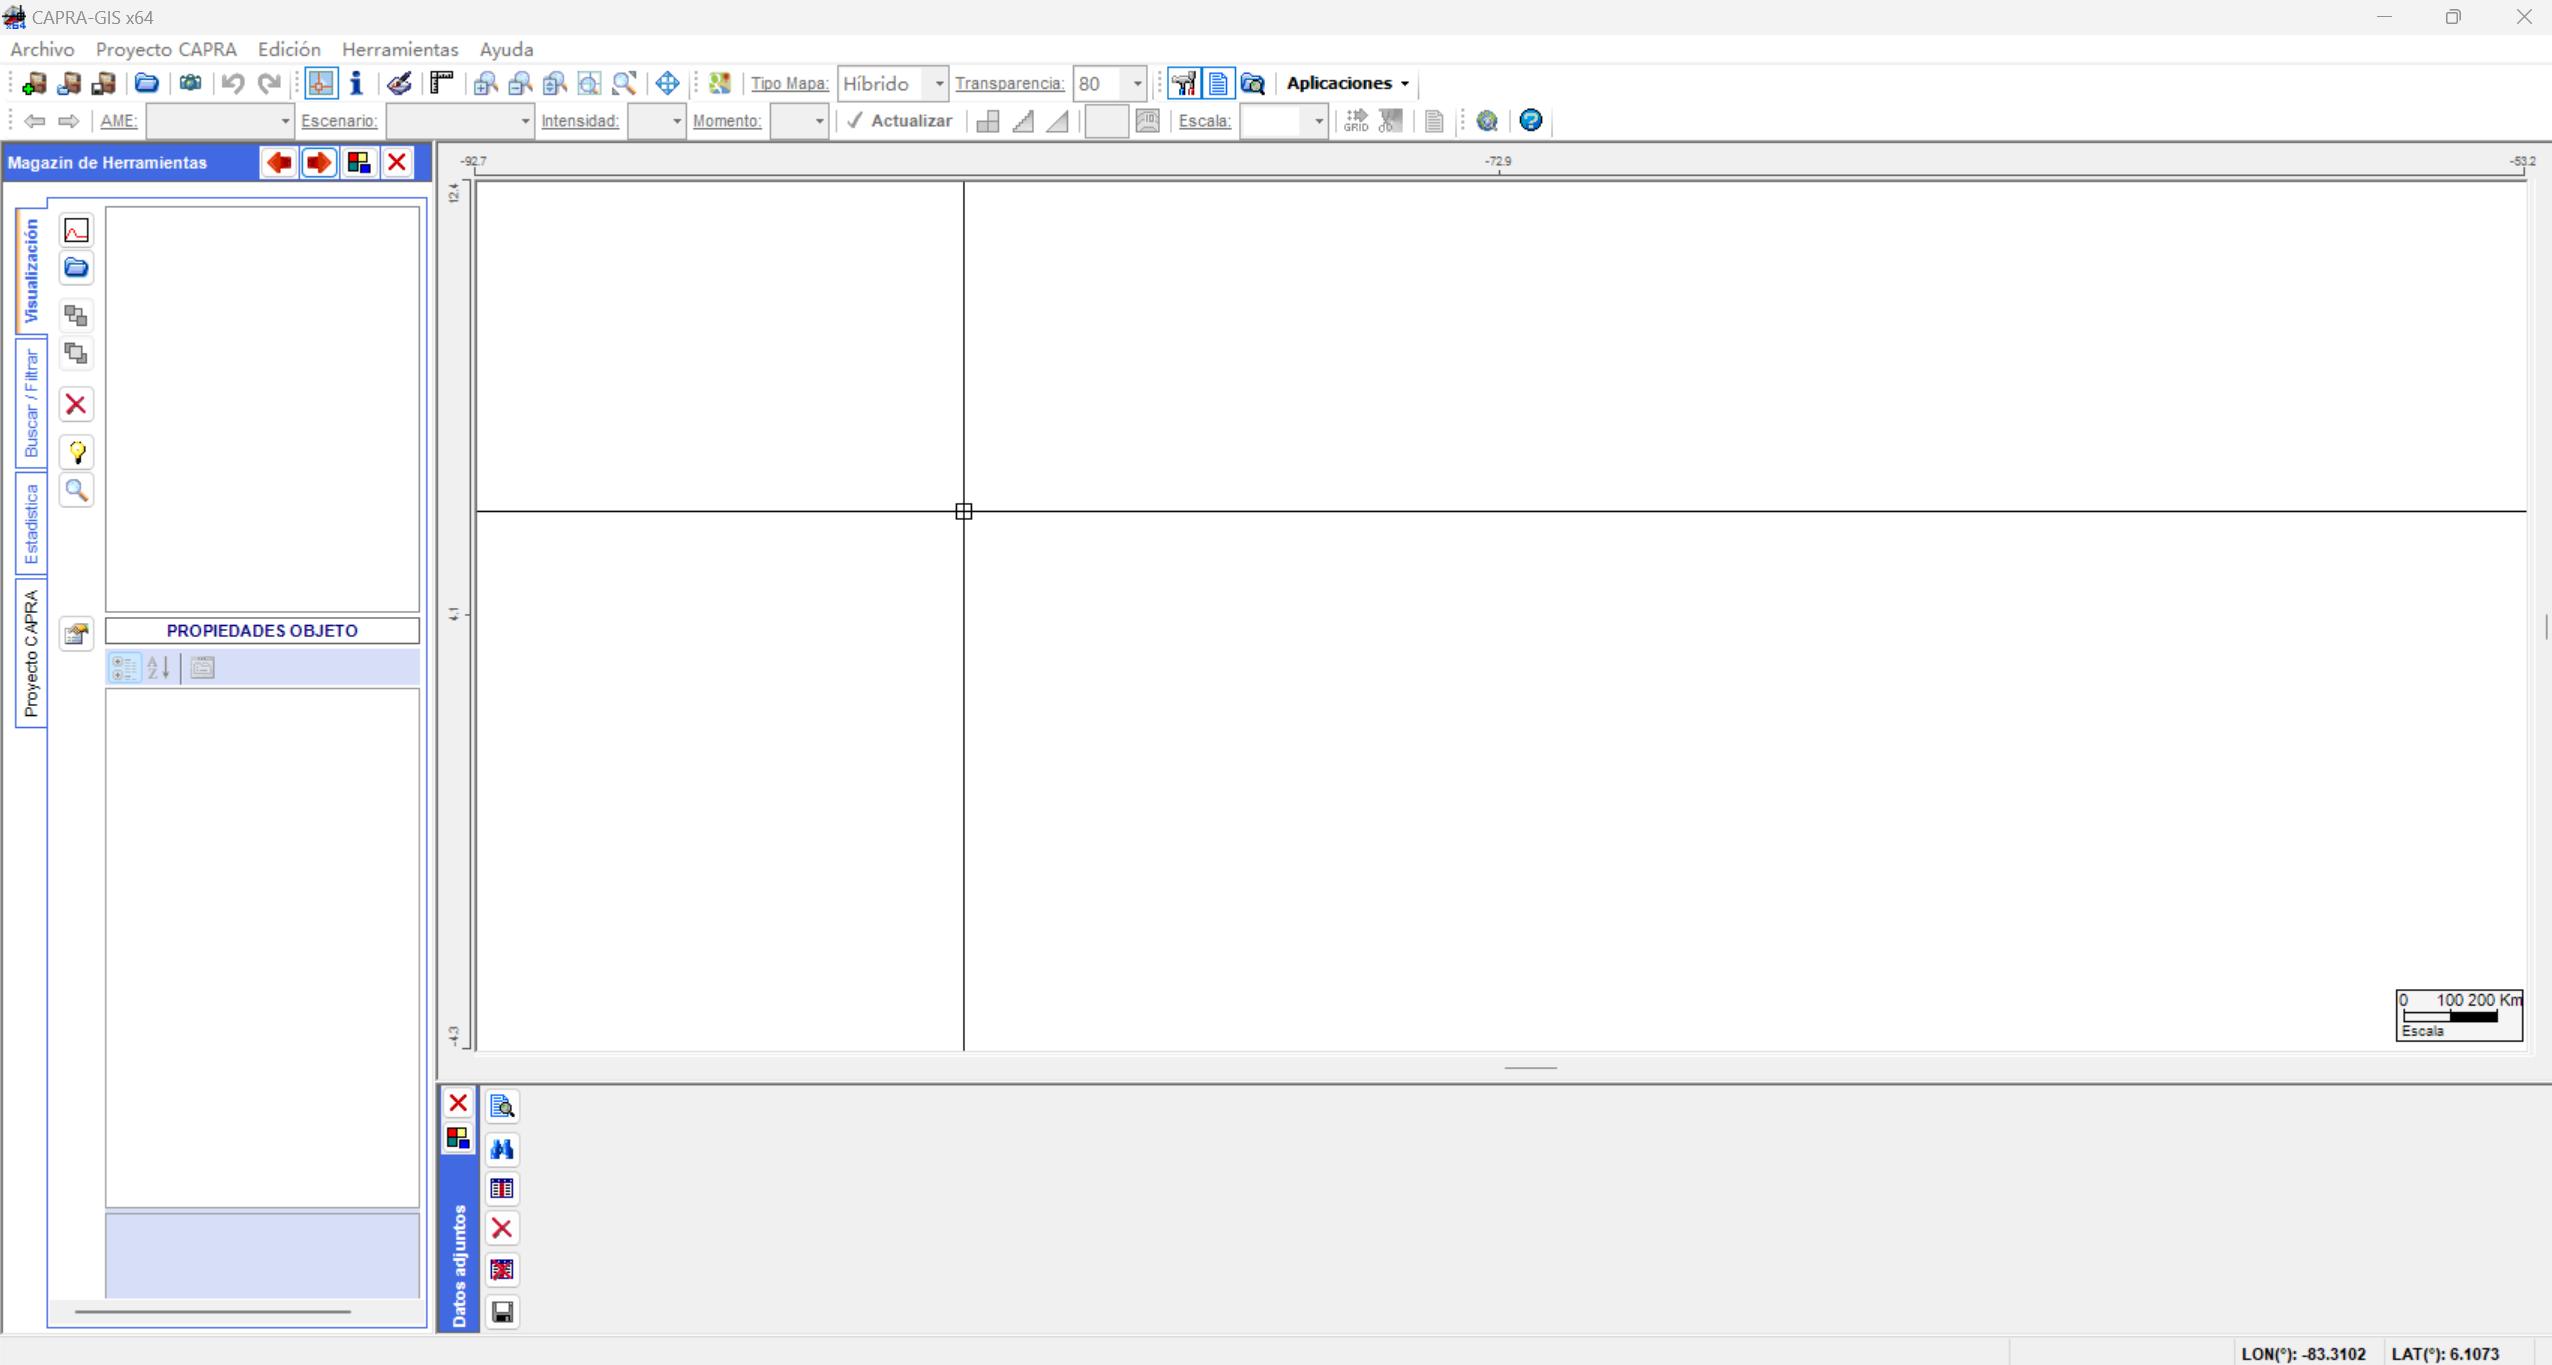 CAPRA-GIS x64
Archivo Proyecto CAPRA Edición Herramientas Ayuda
Tipo Mapa: Híbrido Transparencia: 80 Aplicaciones
AME: Escenario: Intensidad: Momento: Actualizar Escala: GRID
Magazin de Herramientas
-92.7 -72.9 -53.2
12.4
Visualización
Buscar / Filtrar
Estadistica
Proyecto CAPRA
4.1
PROPIEDADES OBJETO
-4.3
0 100 200 Km
Escala
Datos adjuntos
LON(°): -83.3102 LAT(°): 6.1073